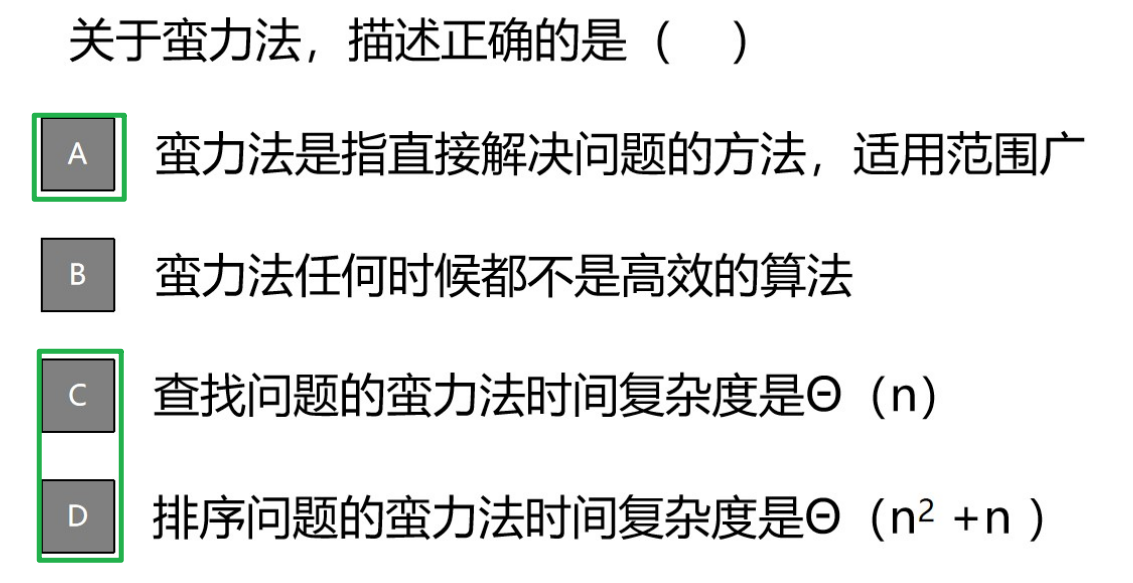 关于蛮力法，描述正确的是（ ）
A 蛮力法是指直接解决问题的方法，适用范围广
B 蛮力法任何时候都不是高效的算法
C 查找问题的蛮力法时间复杂度是Θ（n）
D 排序问题的蛮力法时间复杂度是Θ（n² +n ）